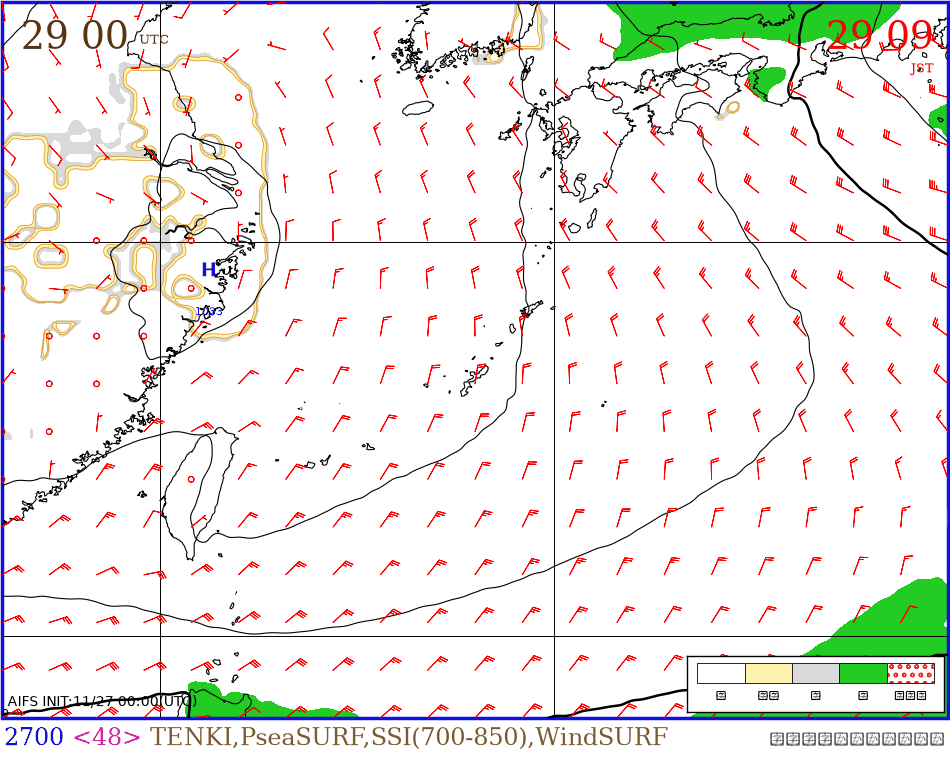 29 00 UTC
29 09 JST
H
1033
AIFS INIT:11/27 00:00(UTC)
2700 <48> TENKI,PseaSURF,SSI(700-850),WindSURF